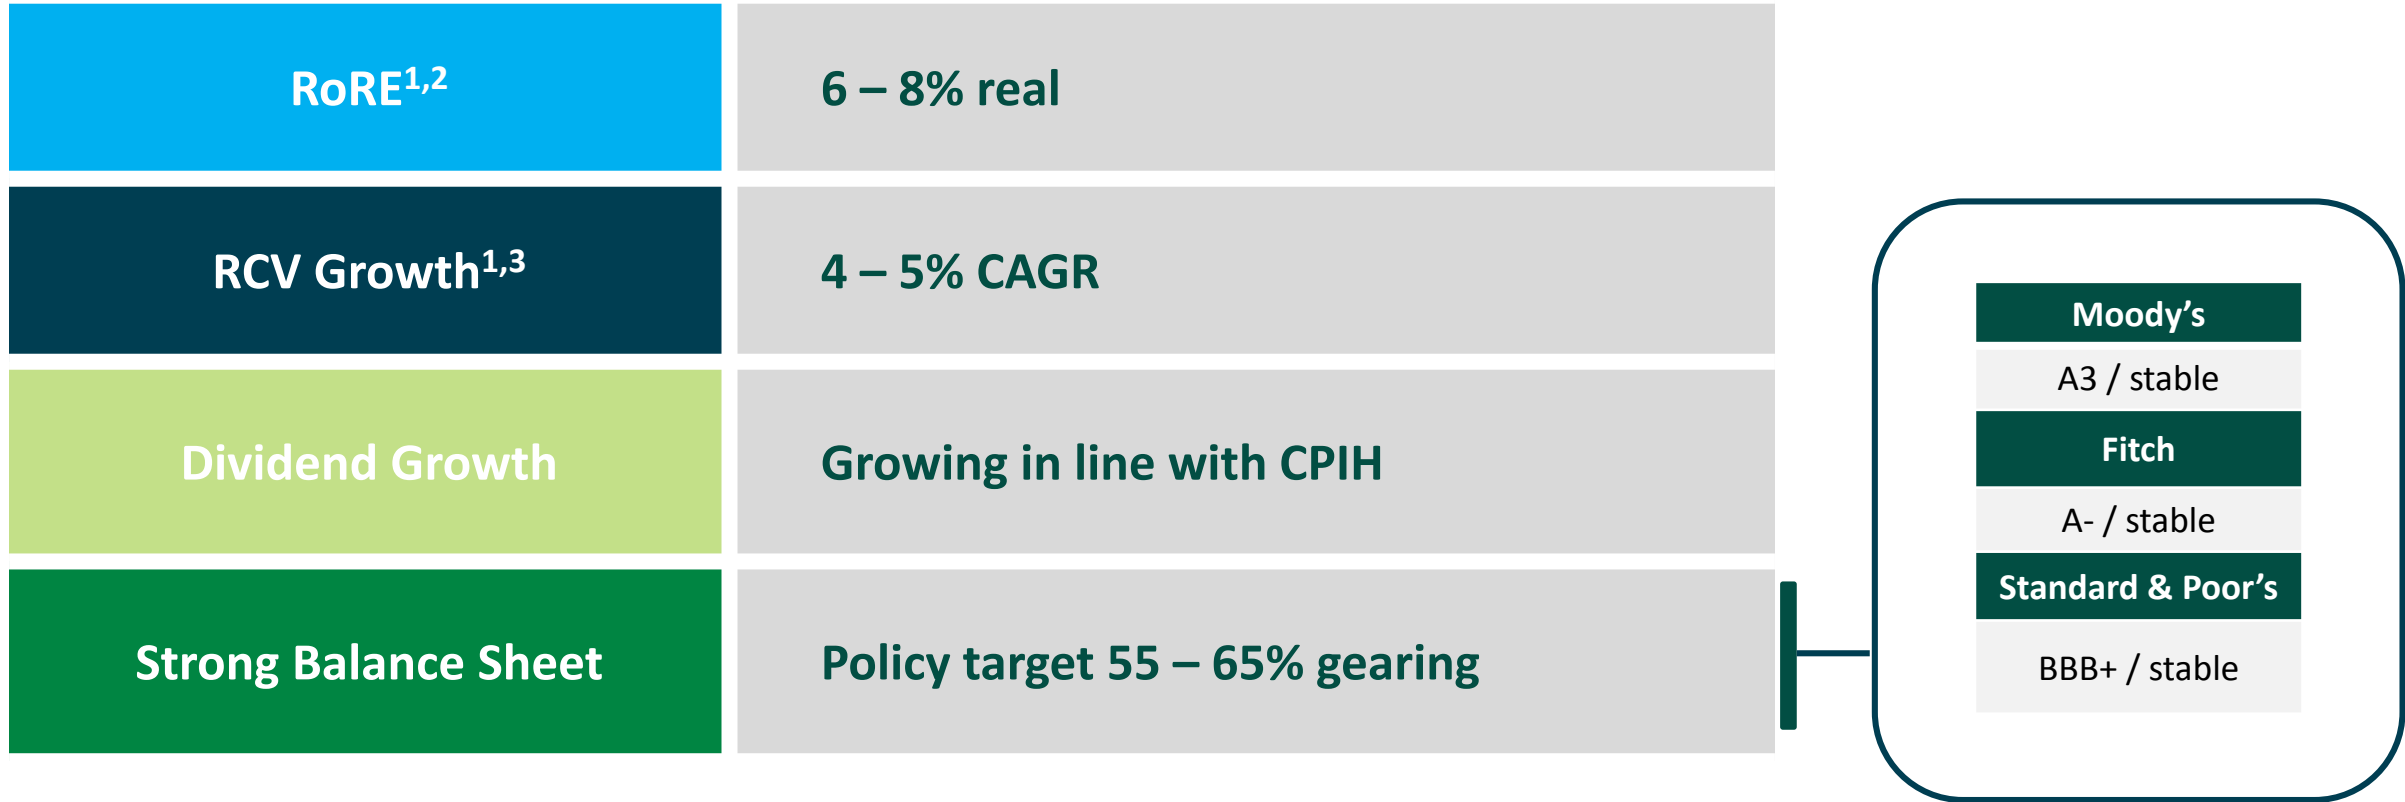 RoRE1,2
6 – 8% real
RCV Growth1,3
4 – 5% CAGR
Dividend Growth
Growing in line with CPIH
Strong Balance Sheet
Policy target 55 – 65% gearing
Moody’s
A3 / stable
Fitch
A- / stable
Standard & Poor’s
BBB+ / stable